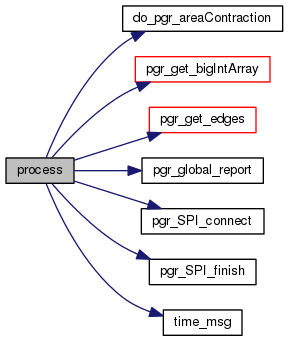 do_pgr_areaContraction
pgr_get_bigIntArray
pgr_get_edges
process
pgr_global_report
pgr_SPI_connect
pgr_SPI_finish
time_msg